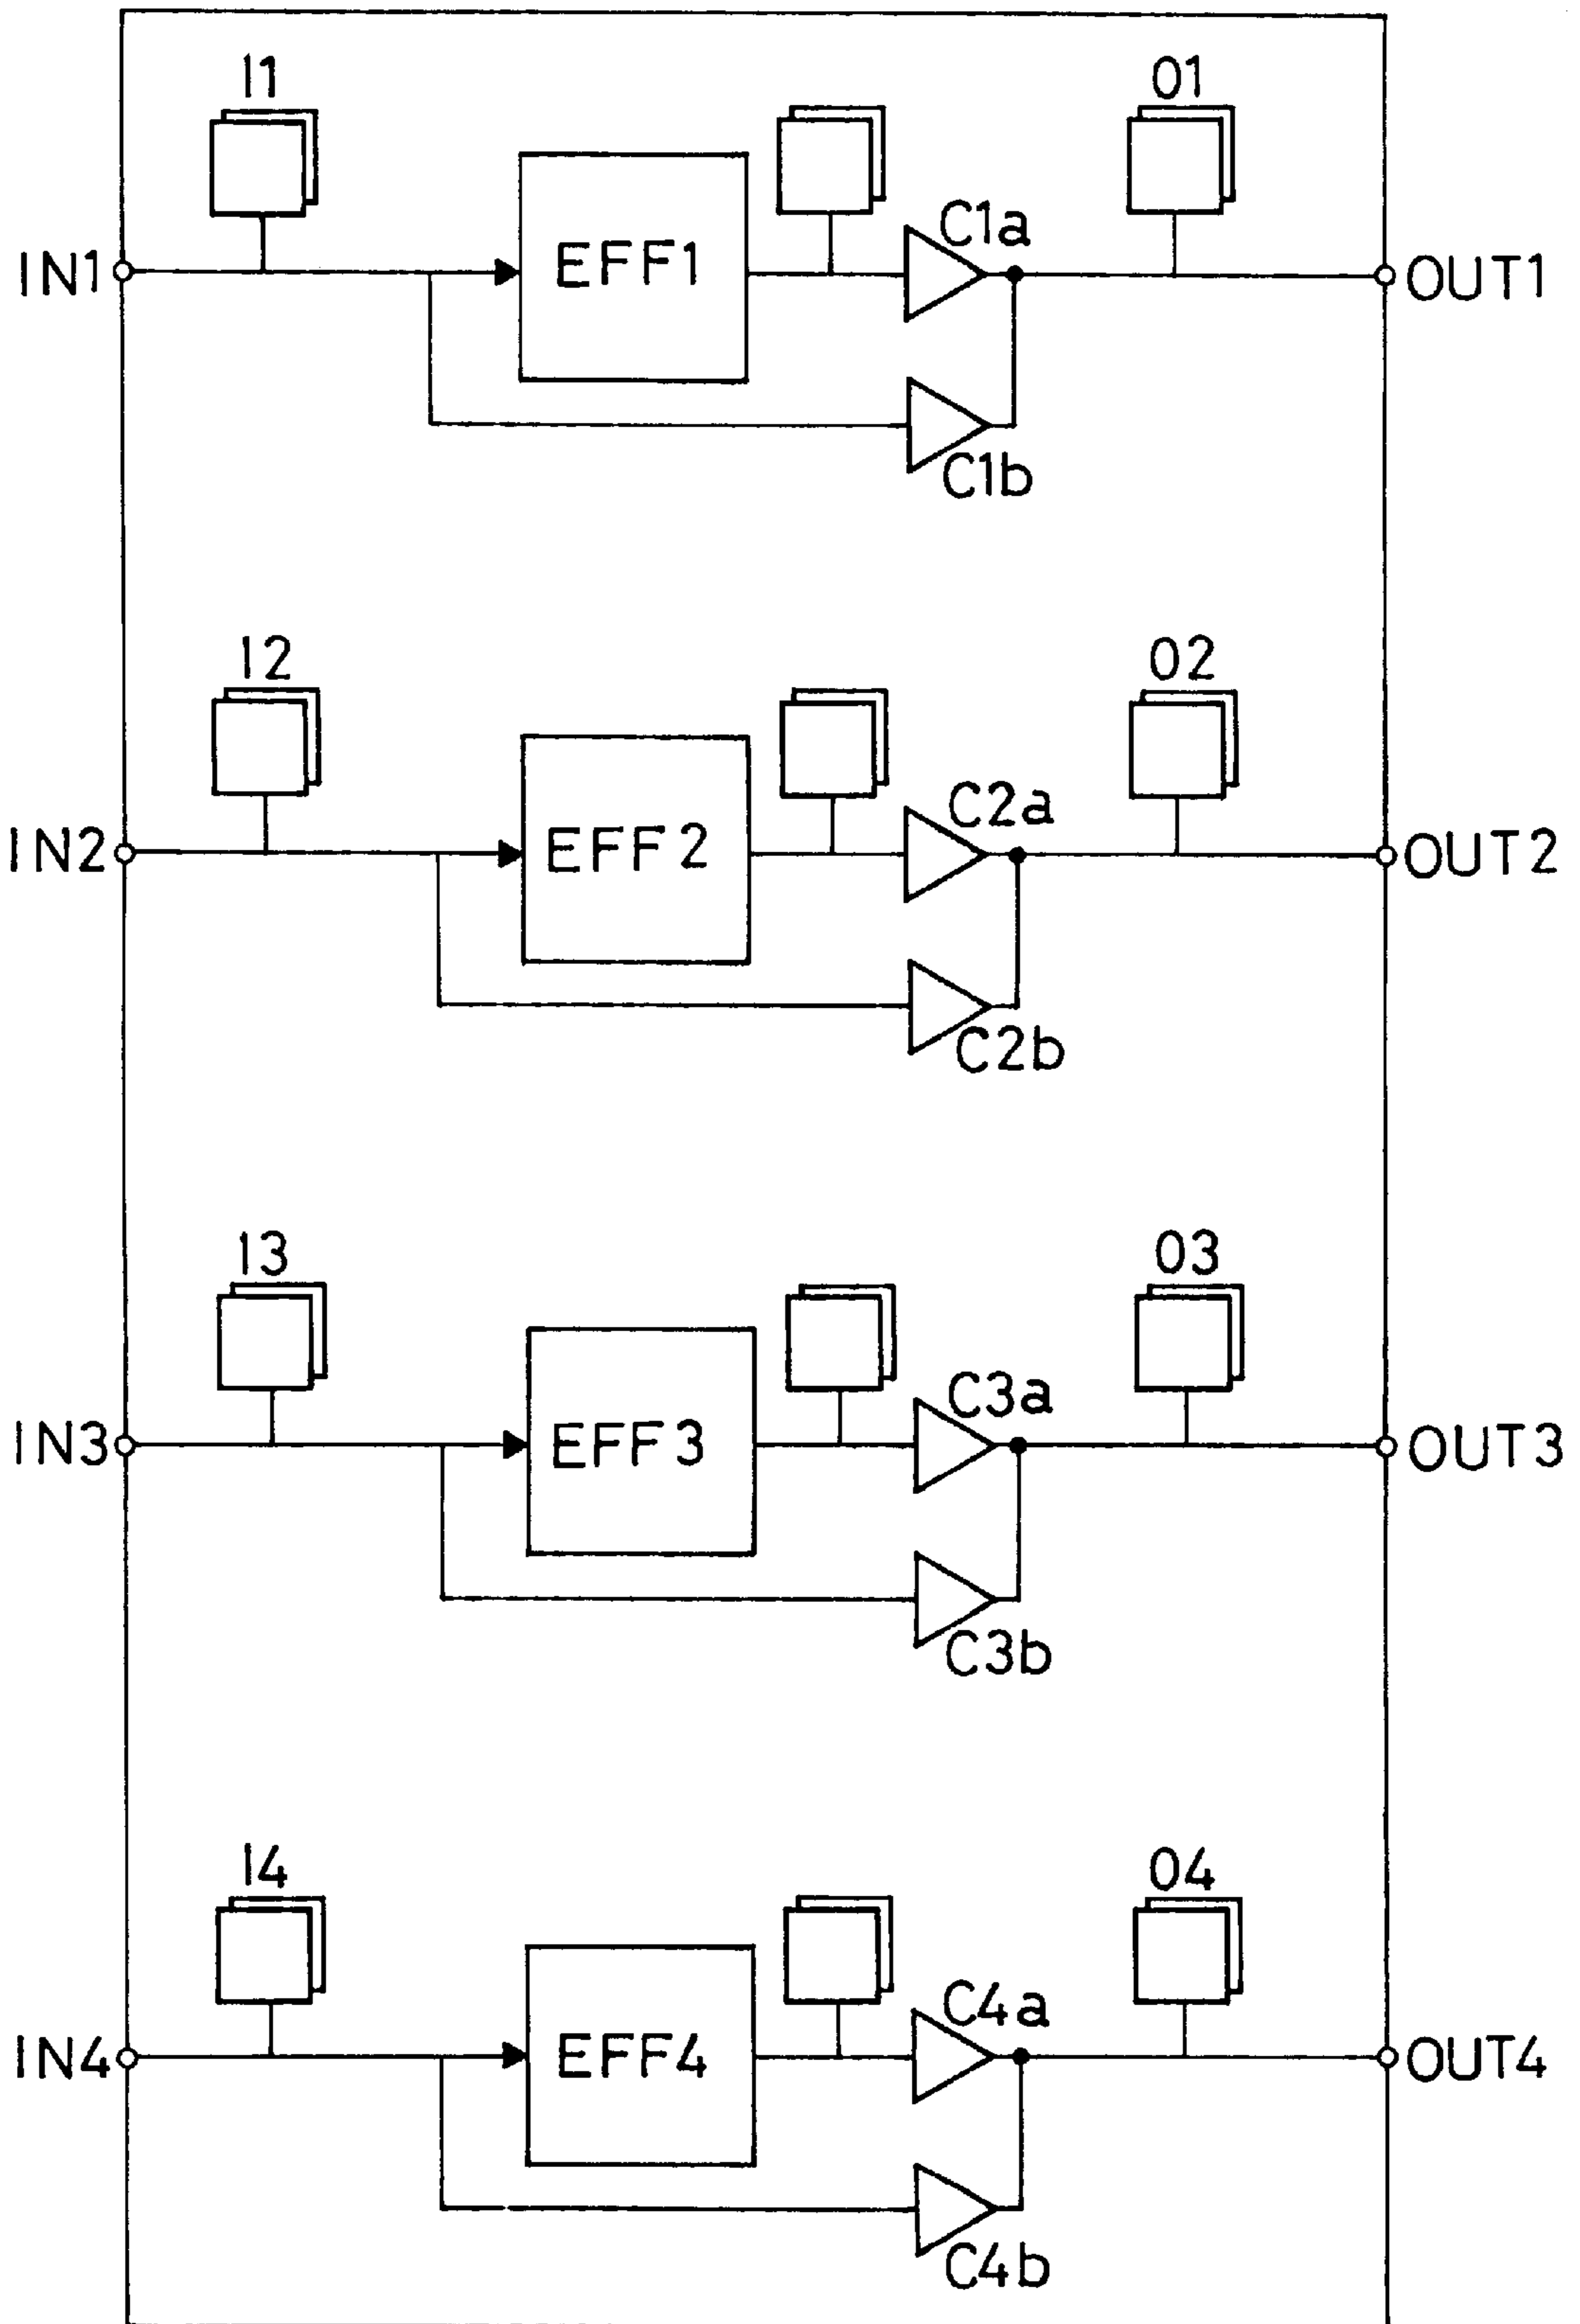 I1
O1
C1a
IN1
EFF1
OUT1
C1b
I2
O2
C2a
IN2
EFF2
OUT2
C2b
I3
O3
C3a
IN3
EFF3
OUT3
C3b
I4
O4
C4a
IN4
EFF4
OUT4
C4b